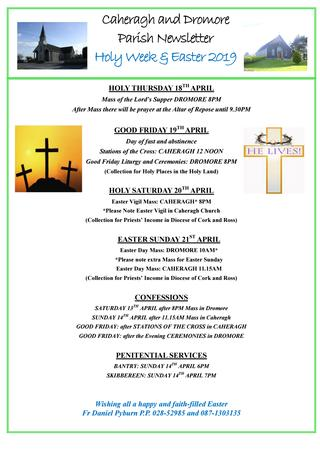 Caheragh and Dromore
Parish Newsletter
Holy Week & Easter 2019
HOLY THURSDAY 18TH APRIL
Mass of the Lord's Supper DROMORE 8PM
After Mass there will be prayer at the Altar of Repose until 9.30PM
GOOD FRIDAY 19TH APRIL
Day of fast and abstinence
Stations of the Cross: CAHERAGH 12 NOON
Good Friday Liturgy and Ceremonies: DROMORE 8PM
(Collection for Holy Places in the Holy Land)
HE LIVES!
HOLY SATURDAY 20TH APRIL
Easter Vigil Mass: CAHERAGH* 8PM
*Please Note Easter Vigil in Caheragh Church
(Collection for Priests' Income in Diocese of Cork and Ross)
EASTER SUNDAY 21ST APRIL
Easter Day Mass: DROMORE 10AM*
*Please note extra Mass for Easter Sunday
Easter Day Mass: CAHERAGH 11.15AM
(Collection for Priests' Income in Diocese of Cork and Ross)
CONFESSIONS
SATURDAY 13TH APRIL after 8PM Mass in Dromore
SUNDAY 14TH APRIL after 11.15AM Mass in Caheragh
GOOD FRIDAY: after STATIONS OF THE CROSS in CAHERAGH
GOOD FRIDAY: after the Evening CEREMONIES in DROMORE
PENITENTIAL SERVICES
BANTRY: SUNDAY 14TH APRIL 6PM
SKIBBEREEN: SUNDAY 14TH APRIL 7PM
Wishing all a happy and faith-filled Easter
Fr Daniel Pyburn P.P. 028-52985 and 087-1303135